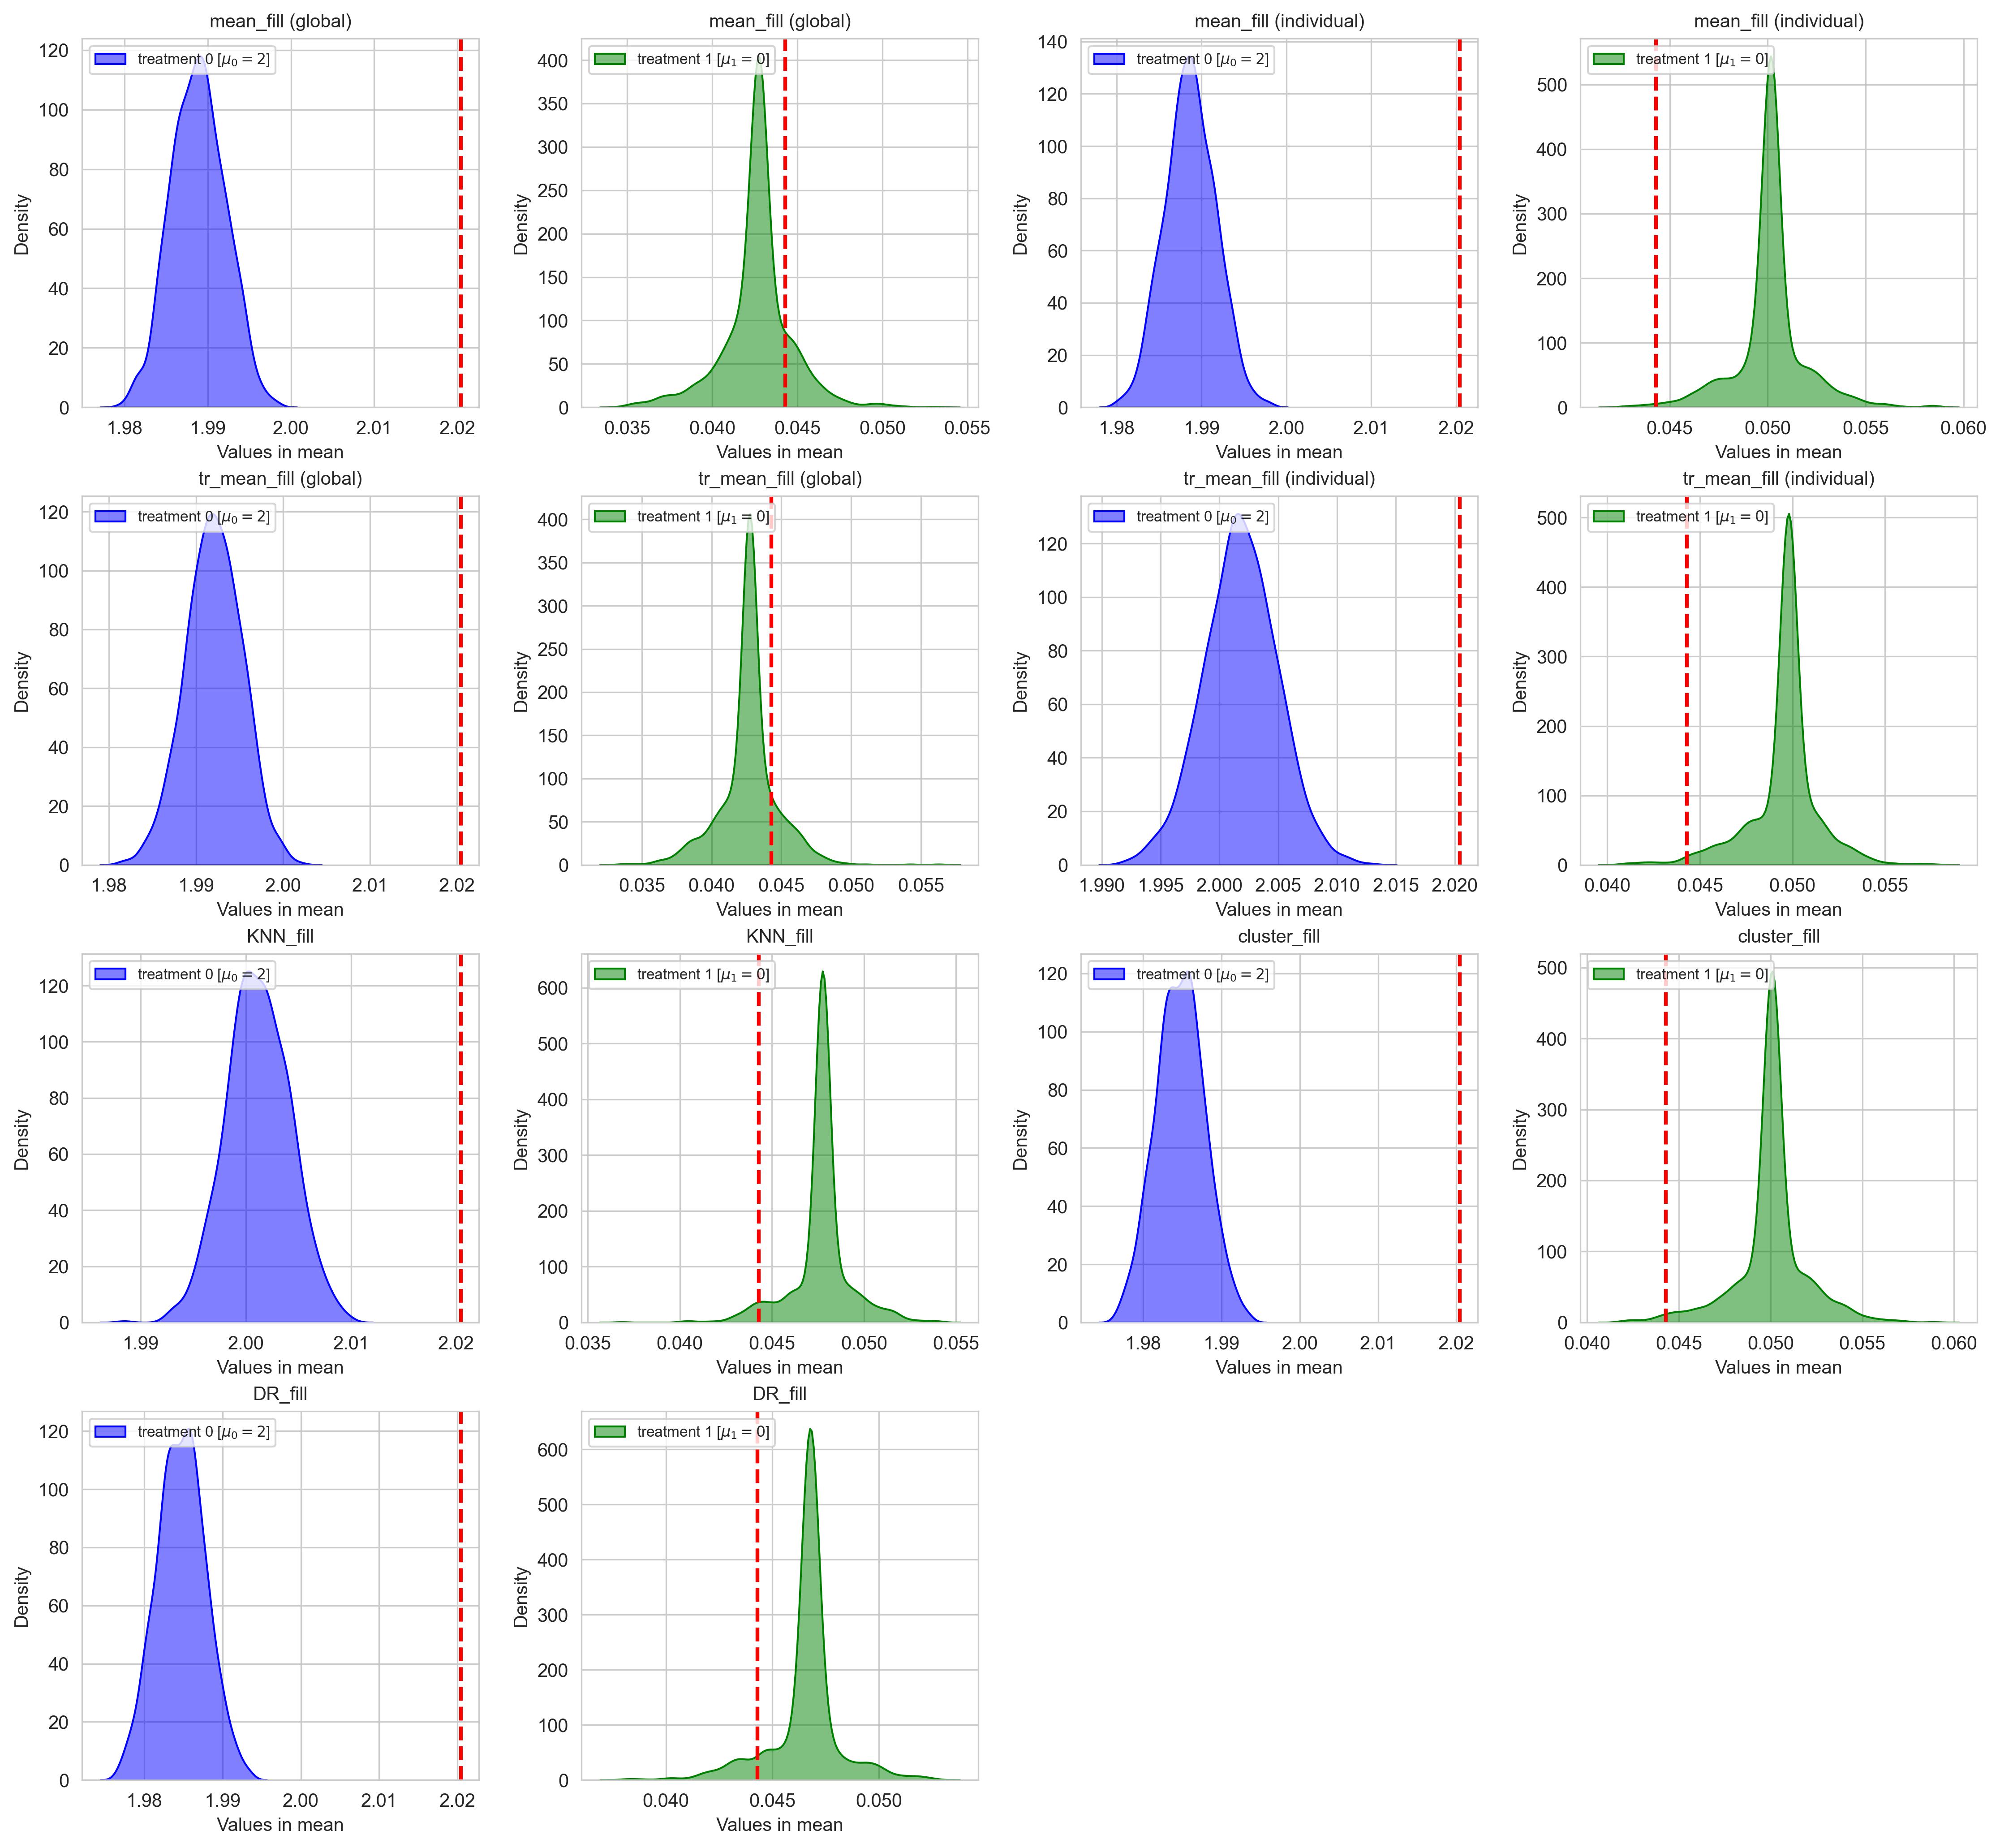 mean_fill (global)
treatment 0 [μ₀ = 2]
Density
0
20
40
60
80
100
120
1.98
1.99
2.00
2.01
2.02
Values in mean
mean_fill (global)
treatment 1 [μ₁ = 0]
Density
0
50
100
150
200
250
300
350
400
0.035
0.040
0.045
0.050
0.055
Values in mean
mean_fill (individual)
treatment 0 [μ₀ = 2]
Density
0
20
40
60
80
100
120
140
1.98
1.99
2.00
2.01
2.02
Values in mean
mean_fill (individual)
treatment 1 [μ₁ = 0]
Density
0
100
200
300
400
500
0.045
0.050
0.055
0.060
Values in mean
tr_mean_fill (global)
treatment 0 [μ₀ = 2]
Density
0
20
40
60
80
100
120
1.98
1.99
2.00
2.01
2.02
Values in mean
tr_mean_fill (global)
treatment 1 [μ₁ = 0]
Density
0
50
100
150
200
250
300
350
400
0.035
0.040
0.045
0.050
0.055
Values in mean
tr_mean_fill (individual)
treatment 0 [μ₀ = 2]
Density
0
20
40
60
80
100
120
1.990
1.995
2.000
2.005
2.010
2.015
2.020
Values in mean
tr_mean_fill (individual)
treatment 1 [μ₁ = 0]
Density
0
100
200
300
400
500
0.040
0.045
0.050
0.055
Values in mean
KNN_fill
treatment 0 [μ₀ = 2]
Density
0
20
40
60
80
100
120
1.99
2.00
2.01
2.02
Values in mean
KNN_fill
treatment 1 [μ₁ = 0]
Density
0
100
200
300
400
500
600
0.035
0.040
0.045
0.050
0.055
Values in mean
cluster_fill
treatment 0 [μ₀ = 2]
Density
0
20
40
60
80
100
120
1.98
1.99
2.00
2.01
2.02
Values in mean
cluster_fill
treatment 1 [μ₁ = 0]
Density
0
100
200
300
400
500
0.040
0.045
0.050
0.055
0.060
Values in mean
DR_fill
treatment 0 [μ₀ = 2]
Density
0
20
40
60
80
100
120
1.98
1.99
2.00
2.01
2.02
Values in mean
DR_fill
treatment 1 [μ₁ = 0]
Density
0
100
200
300
400
500
600
0.040
0.045
0.050
Values in mean